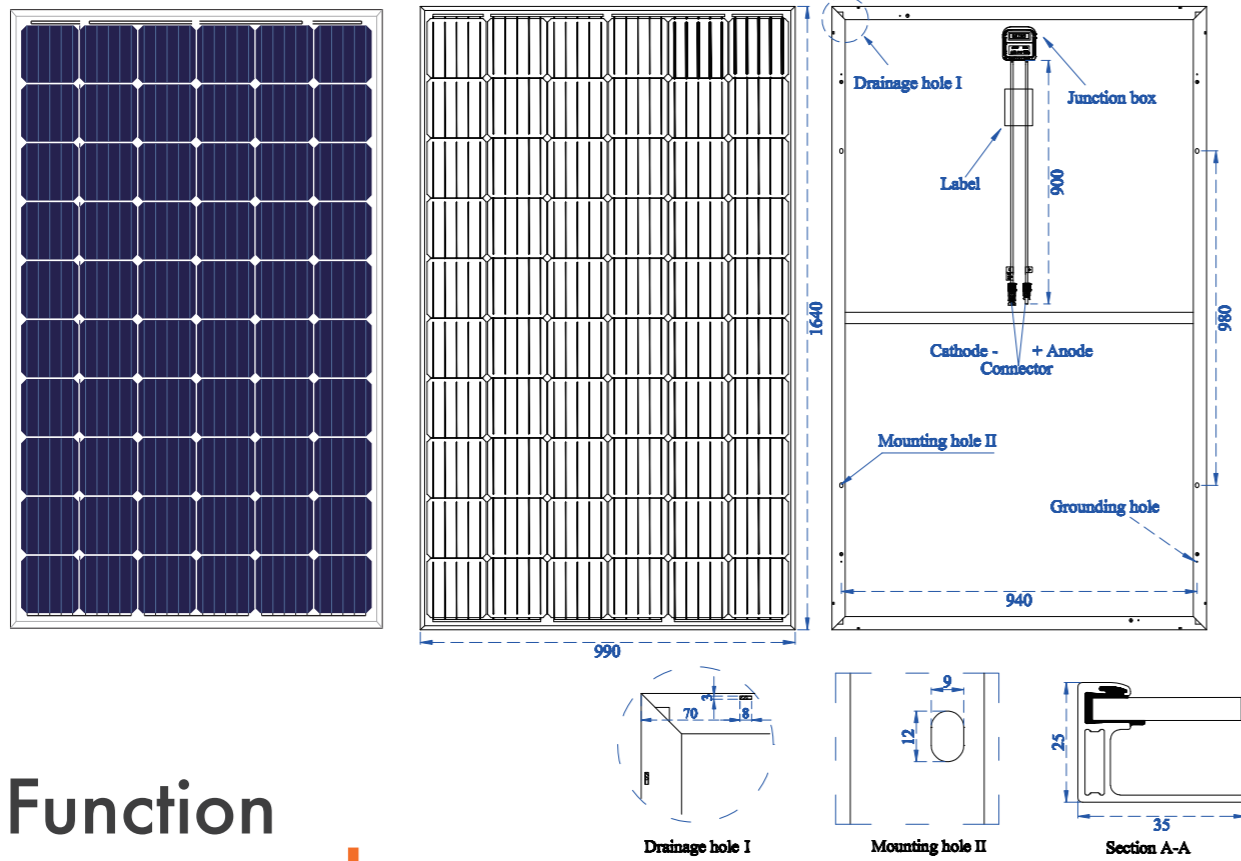 Drainage hole I
Junction box
Label
900
1640
980
Cathode -
+ Anode
Connector
Mounting hole II
Grounding hole
940
990
3
70
8
9
12
25
35
Drainage hole I
Mounting hole II
Section A-A
Function